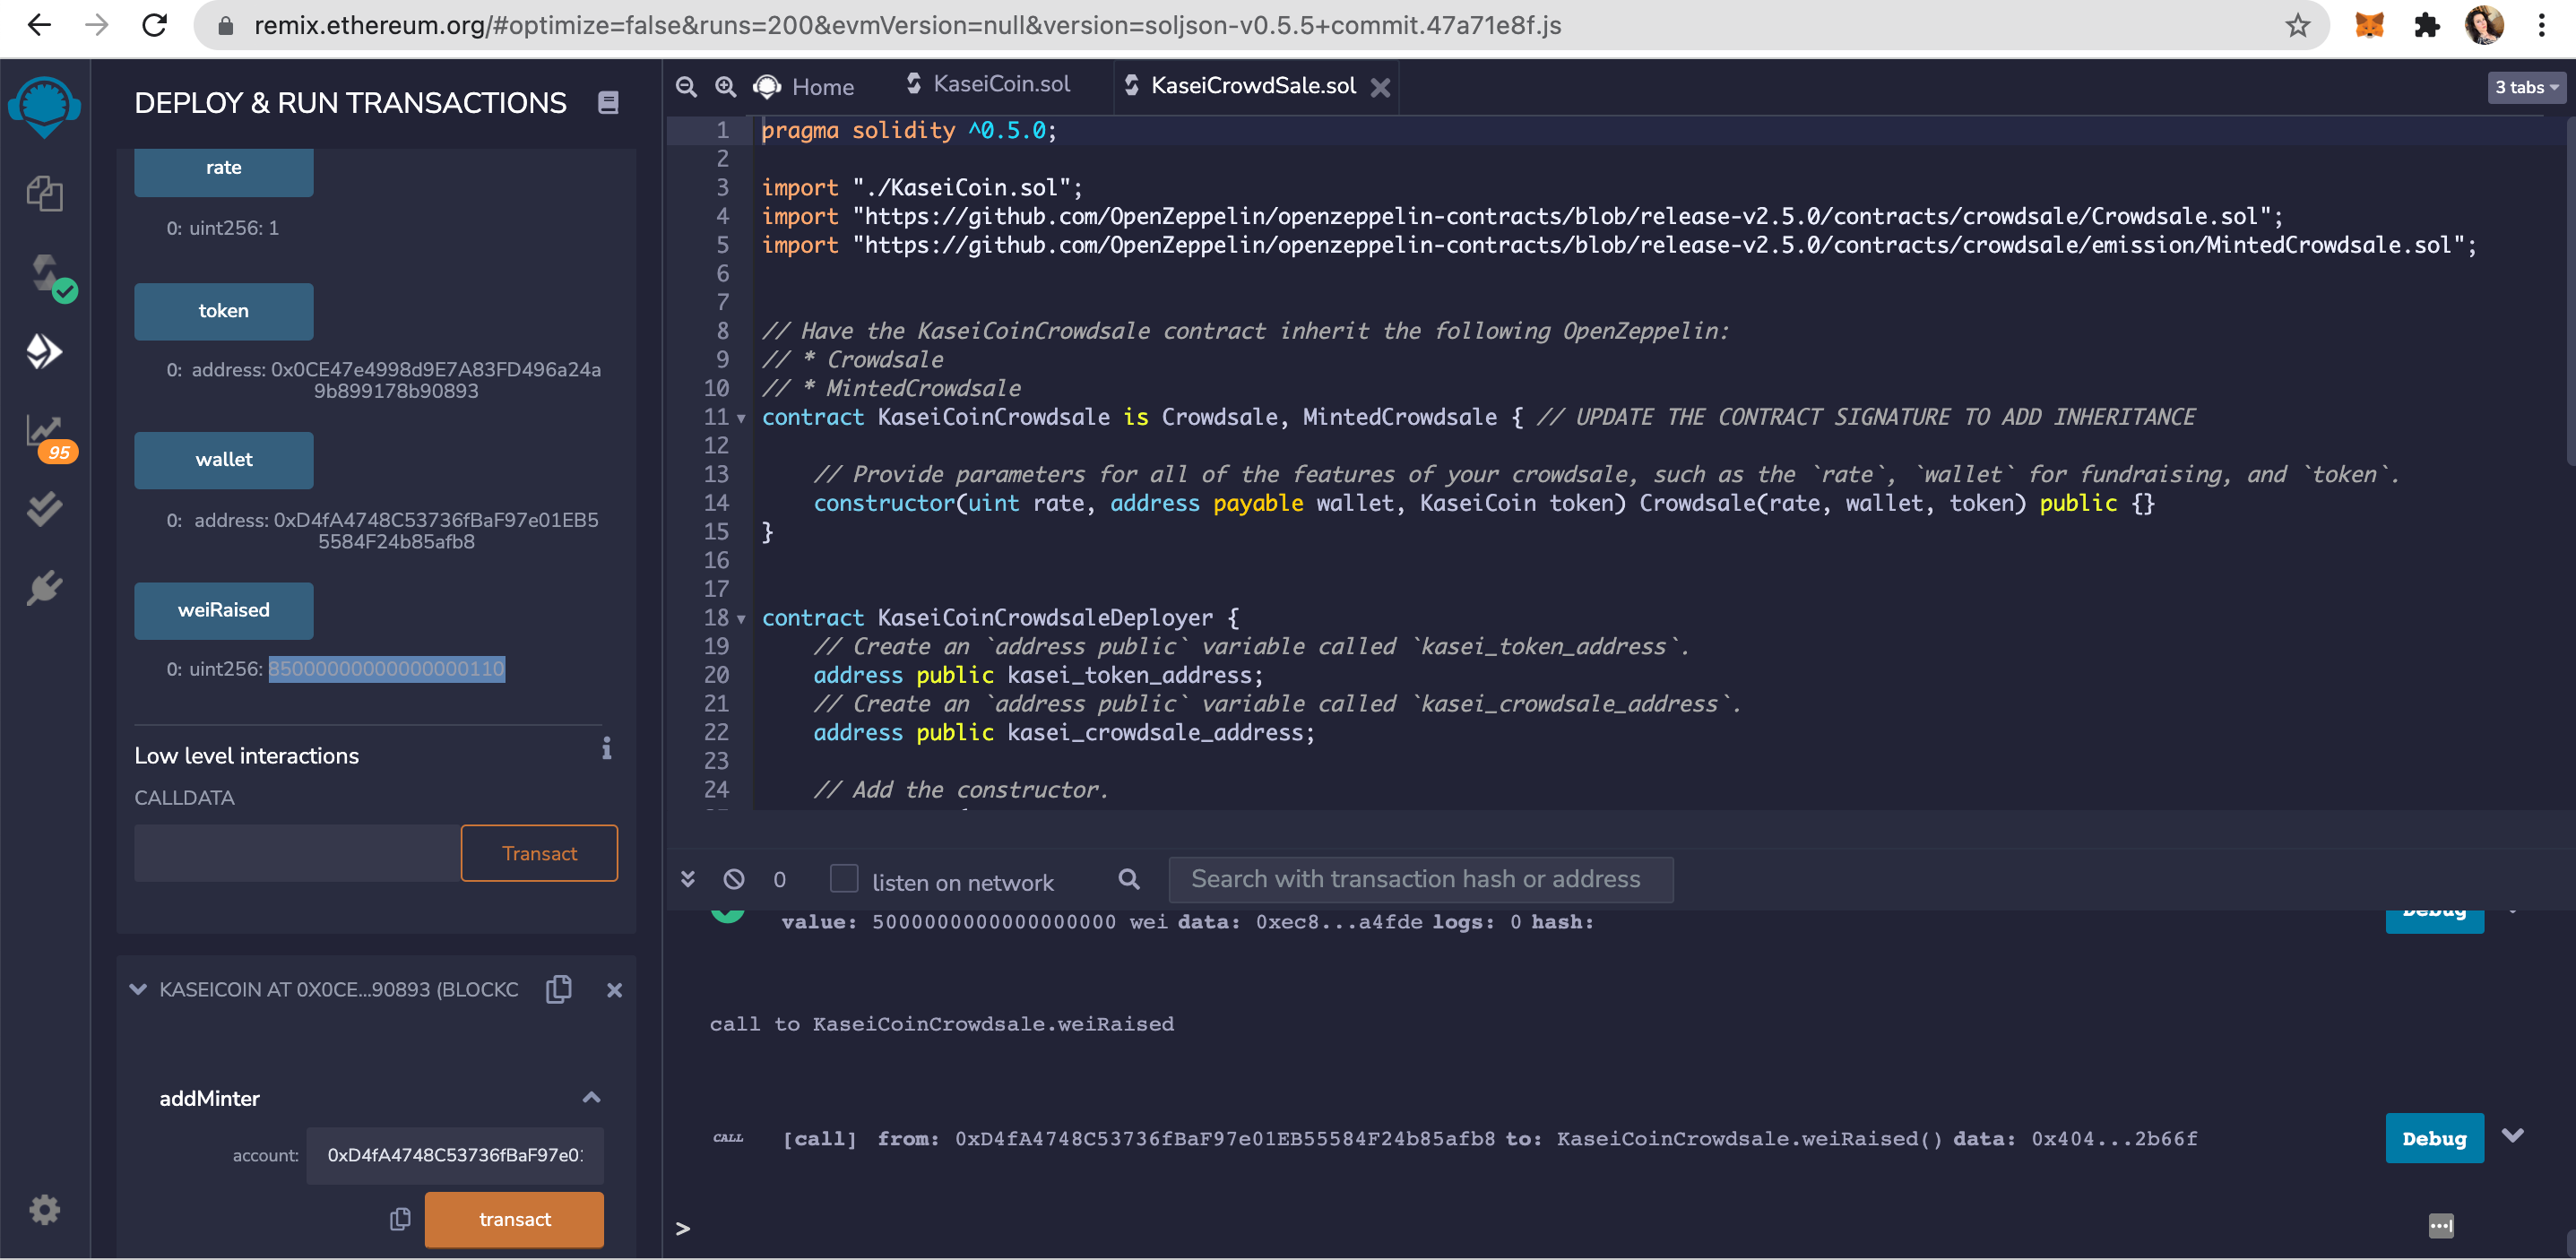 remix.ethereum.org/#optimize=false&runs=200&evmVersion=null&version=soljson-v0.5.5+commit.47a71e8f.js
DEPLOY & RUN TRANSACTIONS
rate
0: uint256: 1
token
0: address: 0x0CE47e4998d9E7A83FD496a24a
9b899178b90893
wallet
0: address: 0xD4fA4748C53736fBaF97e01EB5
5584F24b85afb8
weiRaised
0: uint256: 85000000000000000110
Low level interactions
i
CALLDATA
Transact
KASEICOIN AT 0X0CE...90893 (BLOCKC
addMinter
account: 0xD4fA4748C53736fBaF97e0
transact
95
Home
KaseiCoin.sol
KaseiCrowdSale.sol
3 tabs
1 pragma solidity ^0.5.0;
2
3 import "./KaseiCoin.sol";
4 import "https://github.com/OpenZeppelin/openzeppelin-contracts/blob/release-v2.5.0/contracts/crowdsale/Crowdsale.sol";
5 import "https://github.com/OpenZeppelin/openzeppelin-contracts/blob/release-v2.5.0/contracts/crowdsale/emission/MintedCrowdsale.sol";
6
7
8 // Have the KaseiCoinCrowdsale contract inherit the following OpenZeppelin:
9 // * Crowdsale
10 // * MintedCrowdsale
11 contract KaseiCoinCrowdsale is Crowdsale, MintedCrowdsale { // UPDATE THE CONTRACT SIGNATURE TO ADD INHERITANCE
12
13 // Provide parameters for all of the features of your crowdsale, such as the `rate`, `wallet` for fundraising, and `token`.
14 constructor(uint rate, address payable wallet, KaseiCoin token) Crowdsale(rate, wallet, token) public {}
15 }
16
17
18 contract KaseiCoinCrowdsaleDeployer {
19 // Create an `address public` variable called `kasei_token_address`.
20 address public kasei_token_address;
21 // Create an `address public` variable called `kasei_crowdsale_address`.
22 address public kasei_crowdsale_address;
23
24 // Add the constructor.
0
listen on network
Search with transaction hash or address
value: 5000000000000000000 wei data: 0xec8...a4fde logs: 0 hash:
Debug
call to KaseiCoinCrowdsale.weiRaised
CALL [call] from: 0xD4fA4748C53736fBaF97e01EB55584F24b85afb8 to: KaseiCoinCrowdsale.weiRaised() data: 0x404...2b66f
Debug
>